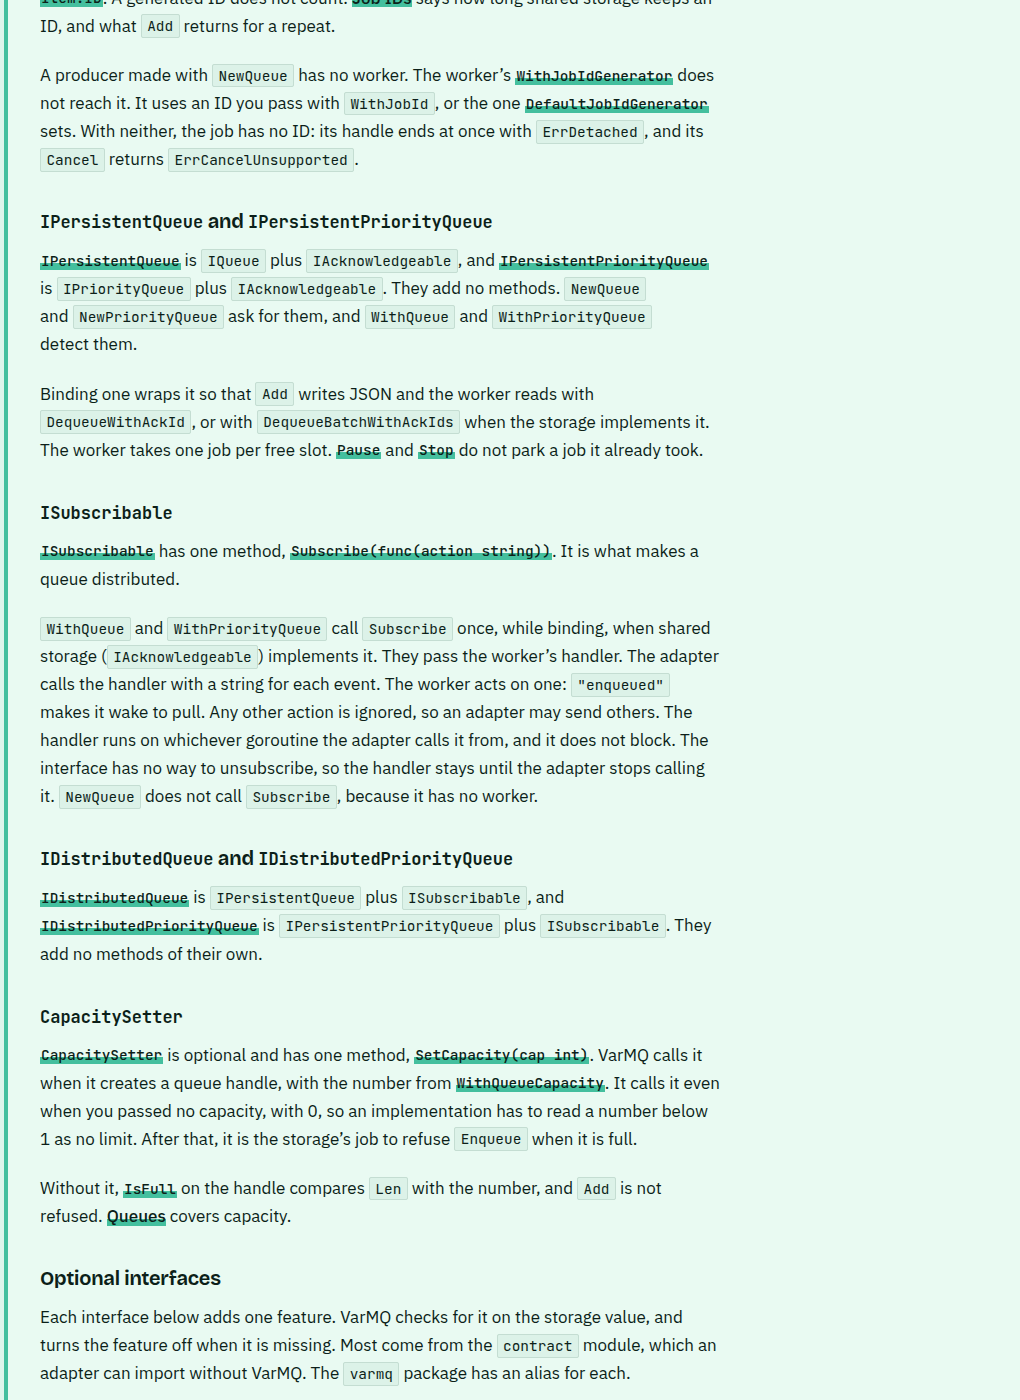 Item.ID. A generated ID does not count. Job IDs says how long shared storage keeps an
ID, and what Add returns for a repeat.
A producer made with NewQueue has no worker. The worker’s WithJobIdGenerator does
not reach it. It uses an ID you pass with WithJobId, or the one DefaultJobIdGenerator
sets. With neither, the job has no ID: its handle ends at once with ErrDetached, and its
Cancel returns ErrCancelUnsupported.
IPersistentQueue and IPersistentPriorityQueue
IPersistentQueue is IQueue plus IAcknowledgeable, and IPersistentPriorityQueue
is IPriorityQueue plus IAcknowledgeable. They add no methods. NewQueue
and NewPriorityQueue ask for them, and WithQueue and WithPriorityQueue
detect them.
Binding one wraps it so that Add writes JSON and the worker reads with
DequeueWithAckId, or with DequeueBatchWithAckIds when the storage implements it.
The worker takes one job per free slot. Pause and Stop do not park a job it already took.
ISubscribable
ISubscribable has one method, Subscribe(func(action string)). It is what makes a
queue distributed.
WithQueue and WithPriorityQueue call Subscribe once, while binding, when shared
storage (IAcknowledgeable) implements it. They pass the worker’s handler. The adapter
calls the handler with a string for each event. The worker acts on one: "enqueued"
makes it wake to pull. Any other action is ignored, so an adapter may send others. The
handler runs on whichever goroutine the adapter calls it from, and it does not block. The
interface has no way to unsubscribe, so the handler stays until the adapter stops calling
it. NewQueue does not call Subscribe, because it has no worker.
IDistributedQueue and IDistributedPriorityQueue
IDistributedQueue is IPersistentQueue plus ISubscribable, and
IDistributedPriorityQueue is IPersistentPriorityQueue plus ISubscribable. They
add no methods of their own.
CapacitySetter
CapacitySetter is optional and has one method, SetCapacity(cap int). VarMQ calls it
when it creates a queue handle, with the number from WithQueueCapacity. It calls it even
when you passed no capacity, with 0, so an implementation has to read a number below
1 as no limit. After that, it is the storage’s job to refuse Enqueue when it is full.
Without it, IsFull on the handle compares Len with the number, and Add is not
refused. Queues covers capacity.
Optional interfaces
Each interface below adds one feature. VarMQ checks for it on the storage value, and
turns the feature off when it is missing. Most come from the contract module, which an
adapter can import without VarMQ. The varmq package has an alias for each.